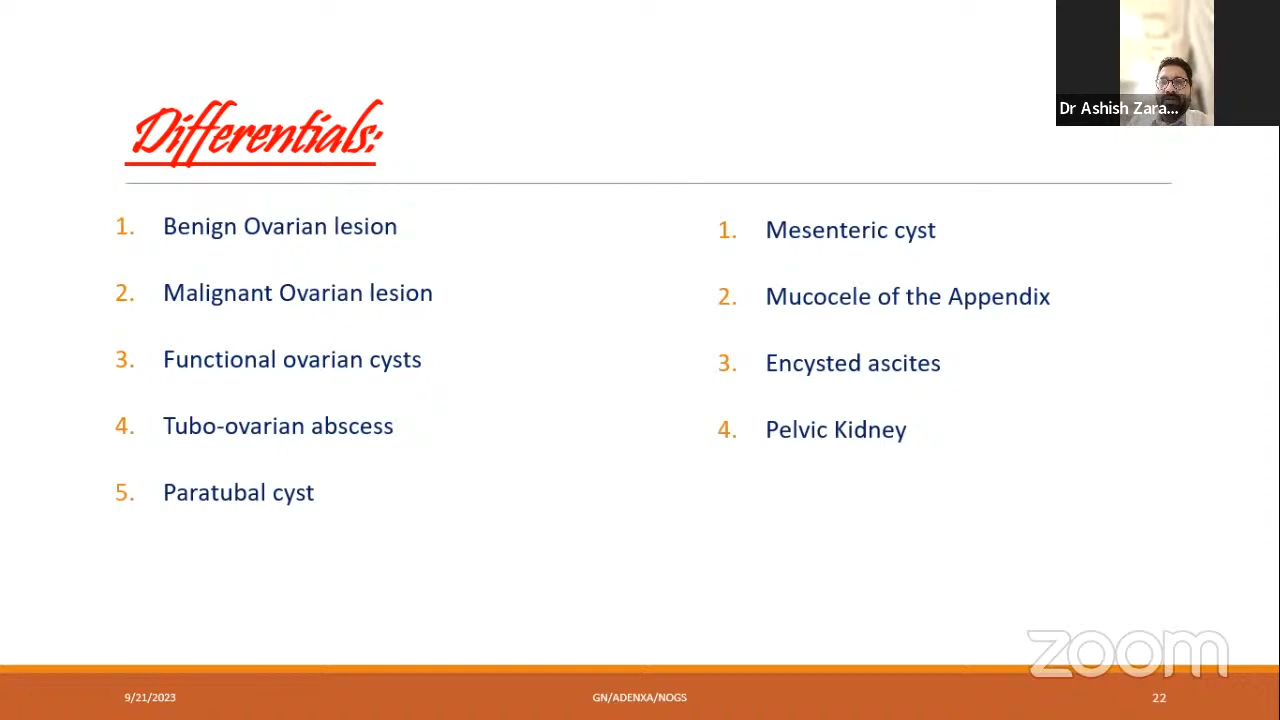 Differentials:
1. Benign Ovarian lesion
2. Malignant Ovarian lesion
3. Functional ovarian cysts
4. Tubo-ovarian abscess
5. Paratubal cyst
1. Mesenteric cyst
2. Mucocele of the Appendix
3. Encysted ascites
4. Pelvic Kidney
Dr Ashish Zara...
zoom
9/21/2023
GN/ADENXA/NOGS
22